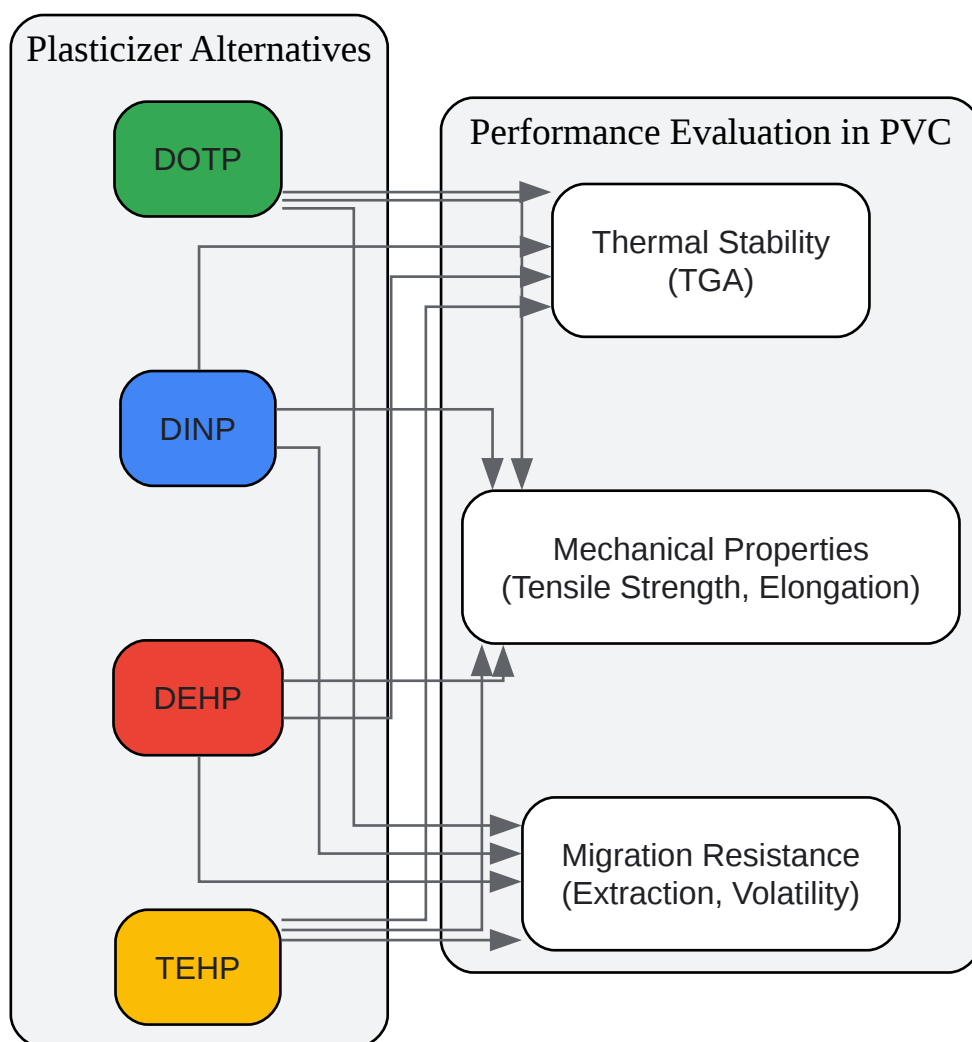 Plasticizer Alternatives
DOTP
DINP
DEHP
TEHP
Performance Evaluation in PVC
Thermal Stability
(TGA)
Mechanical Properties
(Tensile Strength, Elongation)
Migration Resistance
(Extraction, Volatility)